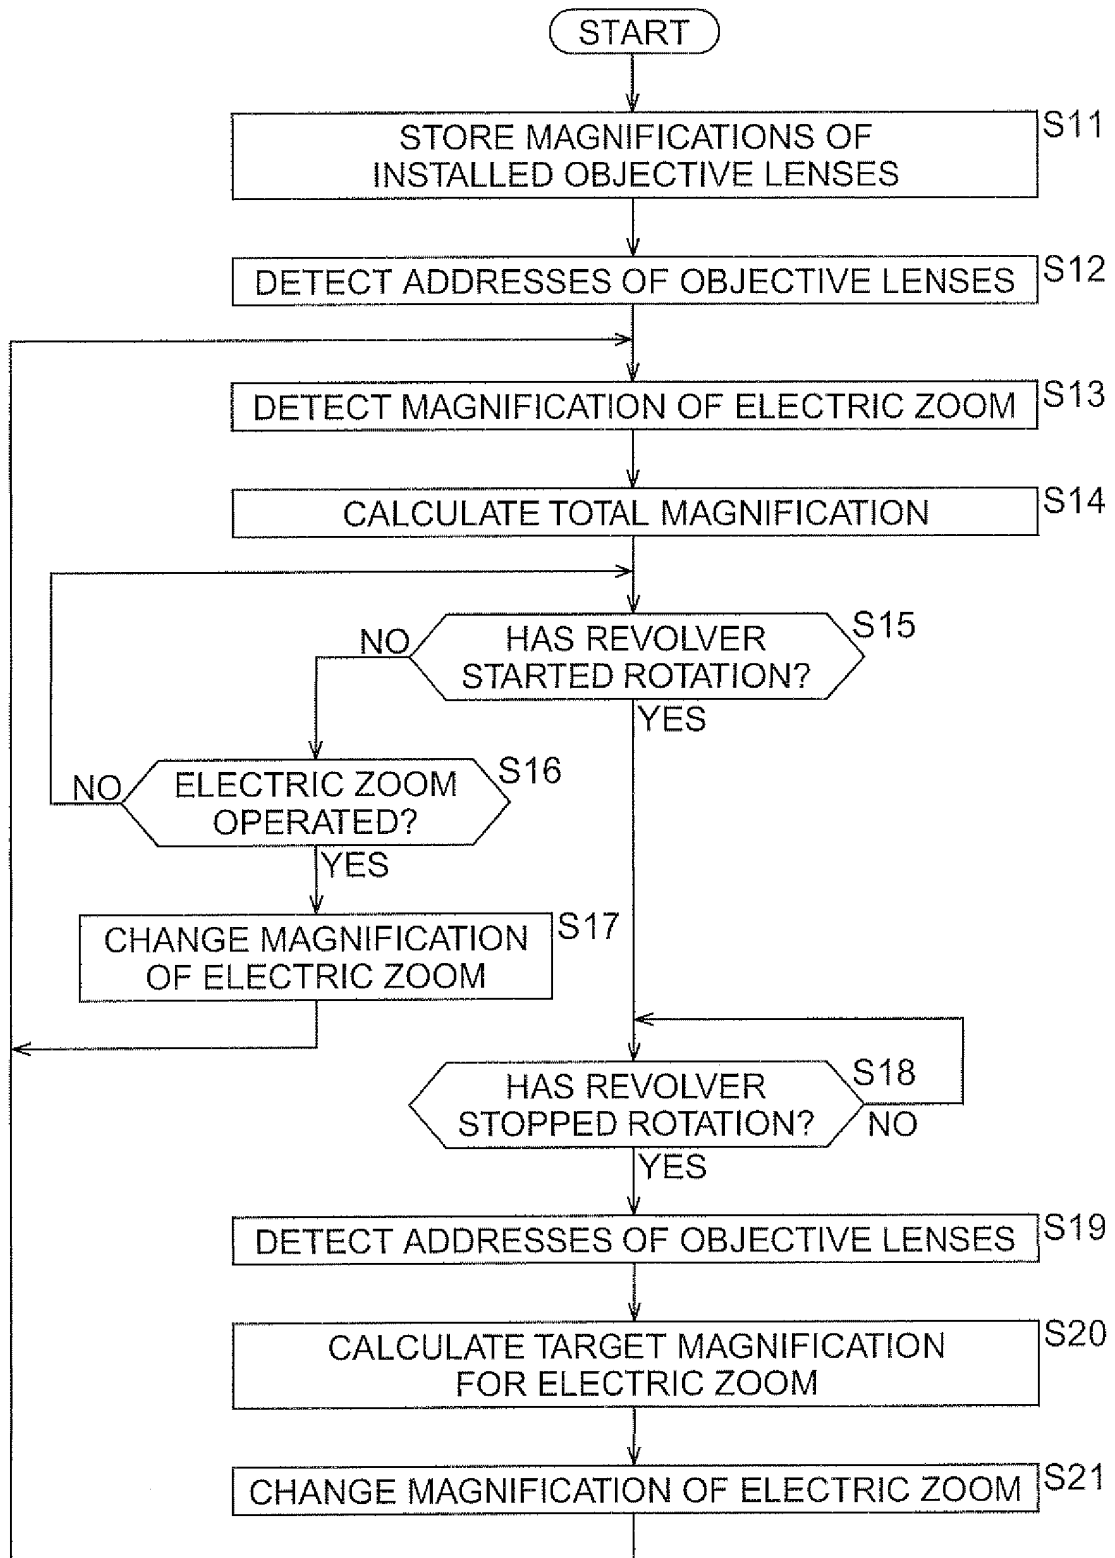 START
STORE MAGNIFICATIONS OF
INSTALLED OBJECTIVE LENSES
S11
DETECT ADDRESSES OF OBJECTIVE LENSES
S12
DETECT MAGNIFICATION OF ELECTRIC ZOOM
S13
CALCULATE TOTAL MAGNIFICATION
S14
HAS REVOLVER
STARTED ROTATION?
S15
NO
YES
ELECTRIC ZOOM
OPERATED?
S16
NO
YES
CHANGE MAGNIFICATION
OF ELECTRIC ZOOM
S17
HAS REVOLVER
STOPPED ROTATION?
S18
NO
YES
DETECT ADDRESSES OF OBJECTIVE LENSES
S19
CALCULATE TARGET MAGNIFICATION
FOR ELECTRIC ZOOM
S20
CHANGE MAGNIFICATION OF ELECTRIC ZOOM
S21